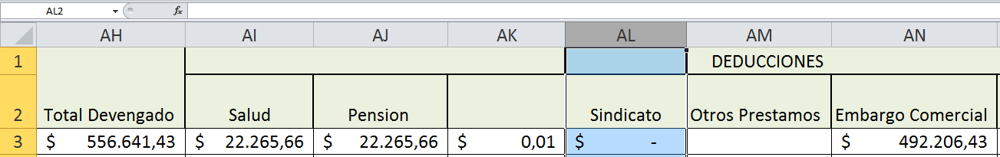 AL2 fx
AH AI AJ AK AL AM AN
1 DEDUCCIONES
2 Total Devengado Salud Pension Sindicato Otros Prestamos Embargo Comercial
3 $ 556.641,43 $ 22.265,66 $ 22.265,66 $ 0,01 $ - $ 492.206,43